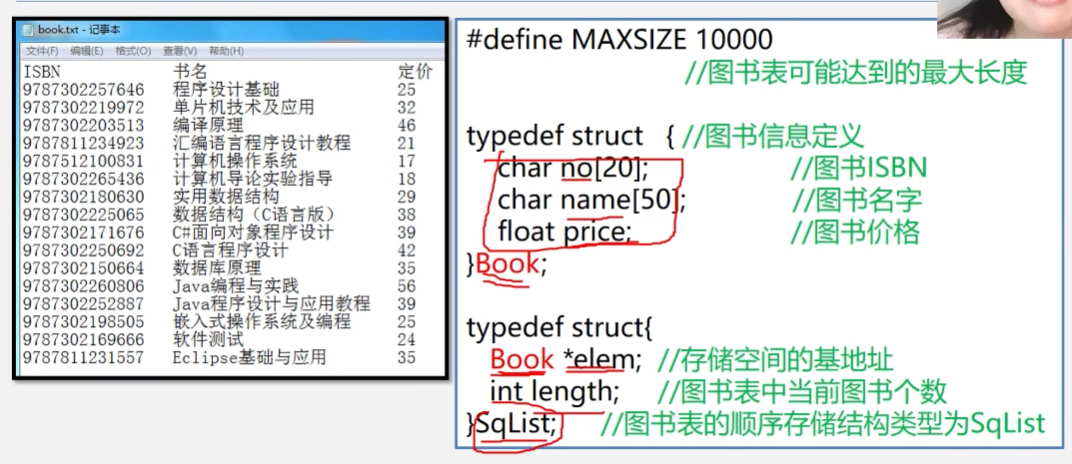 book.txt - 记事本
文件(F) 编辑(E) 格式(O) 查看(V) 帮助(H)
ISBN 书名 定价
9787302257646 程序设计基础 25
9787302219972 单片机技术及应用 32
9787302203513 编译原理 46
9787811234923 汇编语言程序设计教程 21
9787512100831 计算机操作系统 17
9787302265436 计算机导论实验指导 18
9787302180630 实用数据结构 29
9787302225065 数据结构（C语言版） 38
9787302171676 C#面向对象程序设计 39
9787302250692 C语言程序设计 42
9787302150664 数据库原理 35
9787302260806 Java编程与实践 56
9787302252887 Java程序设计与应用教程 39
9787302198505 嵌入式操作系统及编程 25
9787302169666 软件测试 24
9787811231557 Eclipse基础与应用 35
#define MAXSIZE 10000
//图书表可能达到的最大长度
typedef struct { //图书信息定义
char no[20]; //图书ISBN
char name[50]; //图书名字
float price; //图书价格
}Book;
typedef struct{
Book *elem; //存储空间的基地址
int length; //图书表中当前图书个数
}SqList; //图书表的顺序存储结构类型为SqList